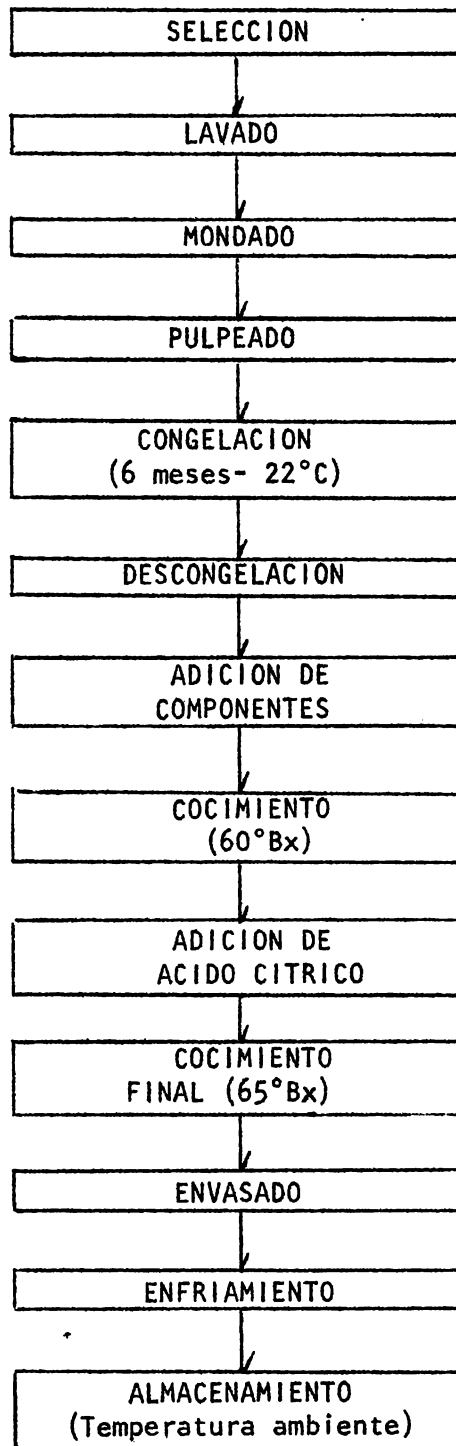 SELECCION
LAVADO
MONDADO
PULPEADO
CONGELACION
(6 meses- 22°C)
DESCONGELACION
ADICION DE
COMPONENTES
COCIMIENTO
(60°Bx)
ADICION DE
ACIDO CITRICO
COCIMIENTO
FINAL (65°Bx)
ENVASADO
ENFRIAMIENTO
ALMACENAMIENTO
(Temperatura ambiente)